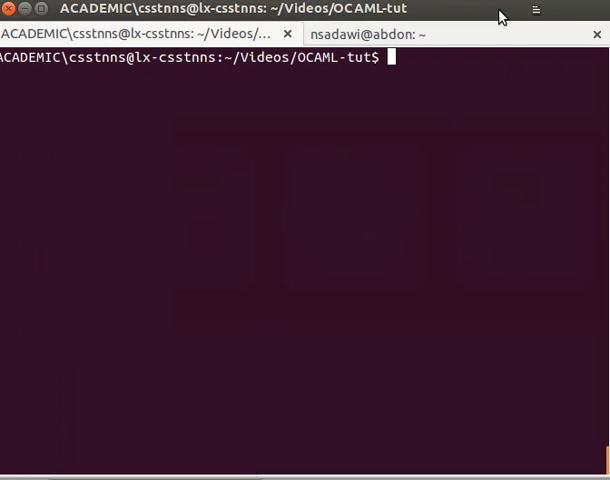 ACADEMIC\csstnns@lx-csstnns: ~/Videos/OCAML-tut
ACADEMIC\csstnns@lx-csstnns: ~/Videos/... nsadawi@abdon: ~
ACADEMIC\csstnns@lx-csstnns:~/Videos/OCAML-tut$